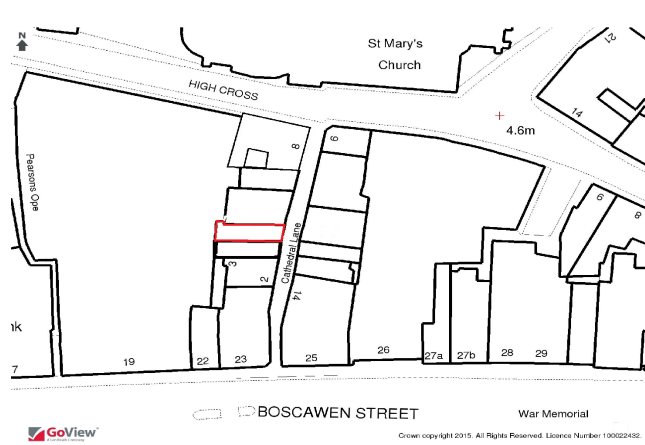 N
St Mary's
Church
21
HIGH CROSS
14
4.6m
8
9
Pearsons Ope
6
8
Cathedral Lane
3
2
14
nk
7
19
22
23
25
26
27a
27b
28
29
BOSCAWEN STREET
War Memorial
GoView
Crown copyright 2015. All Rights Reserved. Licence Number 100022432.